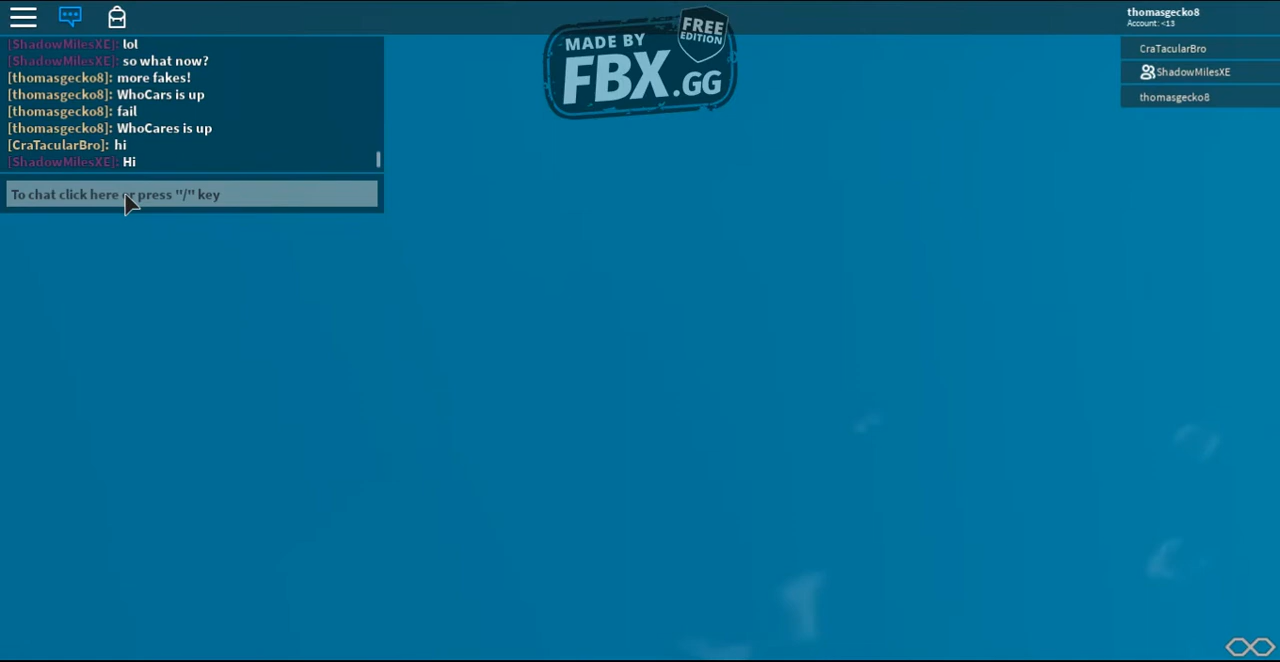 [ShadowMilesXE]: lol
[ShadowMilesXE]: so what now?
[thomasgecko8]: more fakes!
[thomasgecko8]: WhoCars is up
[thomasgecko8]: fail
[thomasgecko8]: WhoCares is up
[CraTacularBro]: hi
[ShadowMilesXE]: Hi
To chat click here or press "/" key
MADE BY
FBX.GG
FREE
EDITION
thomasgecko8
Account: <13
CraTacularBro
ShadowMilesXE
thomasgecko8